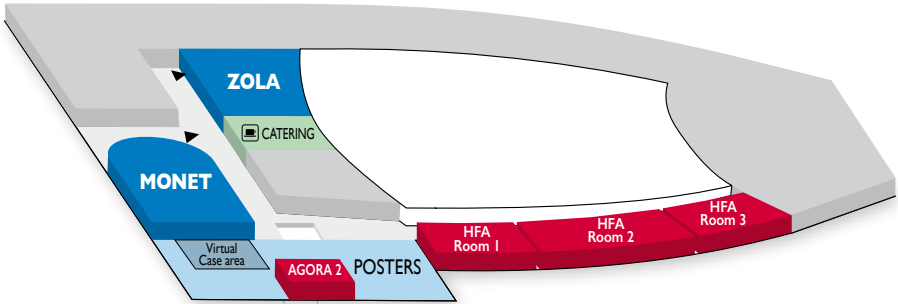 ZOLA
CATERING
MONET
HFA
Room 1
HFA
Room 2
HFA
Room 3
Virtual
Case area
AGORA 2
POSTERS